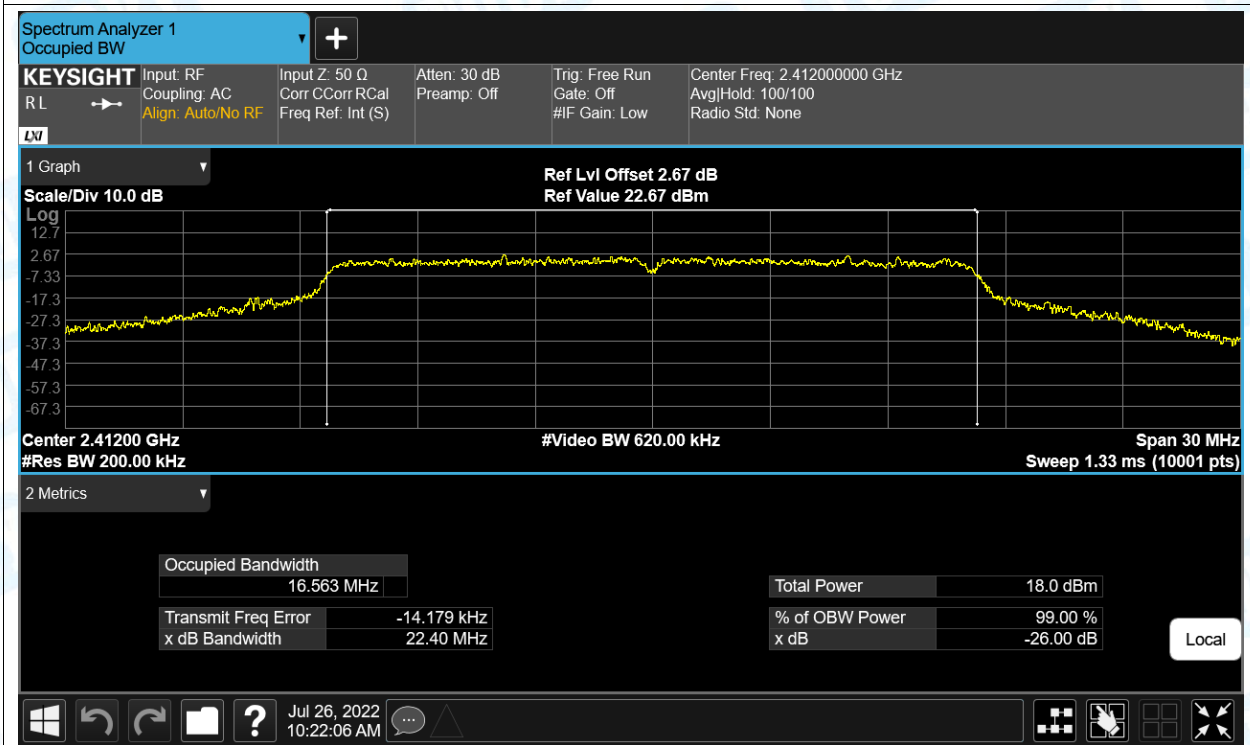 Spectrum Analyzer 1
Occupied BW
KEYSIGHT
R L
LXI
Input: RF
Coupling: AC
Align: Auto/No RF
Input Z: 50 Ω
Corr CCorr RCal
Freq Ref: Int (S)
Atten: 30 dB
Preamp: Off
Trig: Free Run
Gate: Off
#IF Gain: Low
Center Freq: 2.412000000 GHz
Avg|Hold: 100/100
Radio Std: None
1 Graph
Scale/Div 10.0 dB
Ref Lvl Offset 2.67 dB
Ref Value 22.67 dBm
Log
12.7
2.67
-7.33
-17.3
-27.3
-37.3
-47.3
-57.3
-67.3
Center 2.41200 GHz
#Video BW 620.00 kHz
Span 30 MHz
#Res BW 200.00 kHz
Sweep 1.33 ms (10001 pts)
2 Metrics
Occupied Bandwidth
16.563 MHz
Total Power 18.0 dBm
Transmit Freq Error -14.179 kHz
% of OBW Power 99.00 %
x dB Bandwidth 22.40 MHz
x dB -26.00 dB
Local
?
Jul 26, 2022
10:22:06 AM